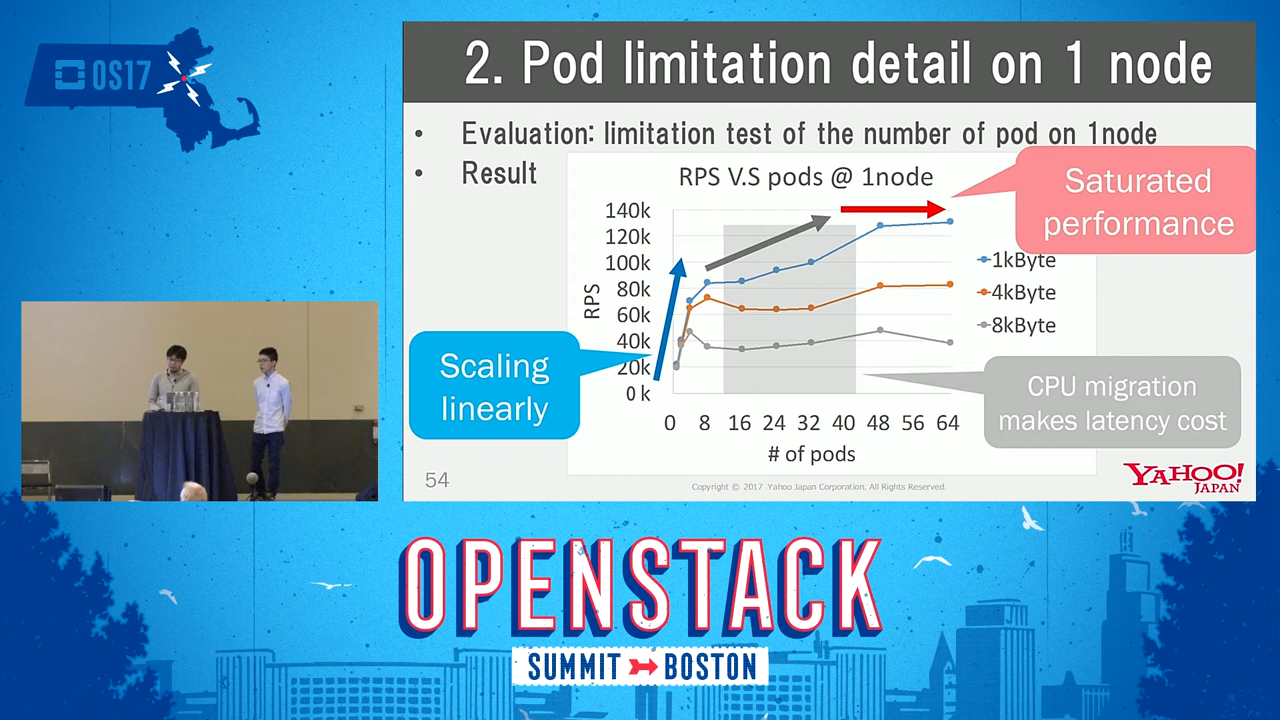 OS17
2. Pod limitation detail on 1 node
• Evaluation: limitation test of the number of pod on 1node
• Result
RPS V.S pods @ 1node
Saturated
performance
140k
120k
100k
80k
60k
40k
20k
0 k
RPS
1kByte
4kByte
8kByte
Scaling
linearly
CPU migration
makes latency cost
0 8 16 24 32 40 48 56 64
# of pods
54
Copyright © 2017 Yahoo Japan Corporation. All Rights Reserved.
YAHOO!
JAPAN
OPENSTACK
SUMMIT BOSTON